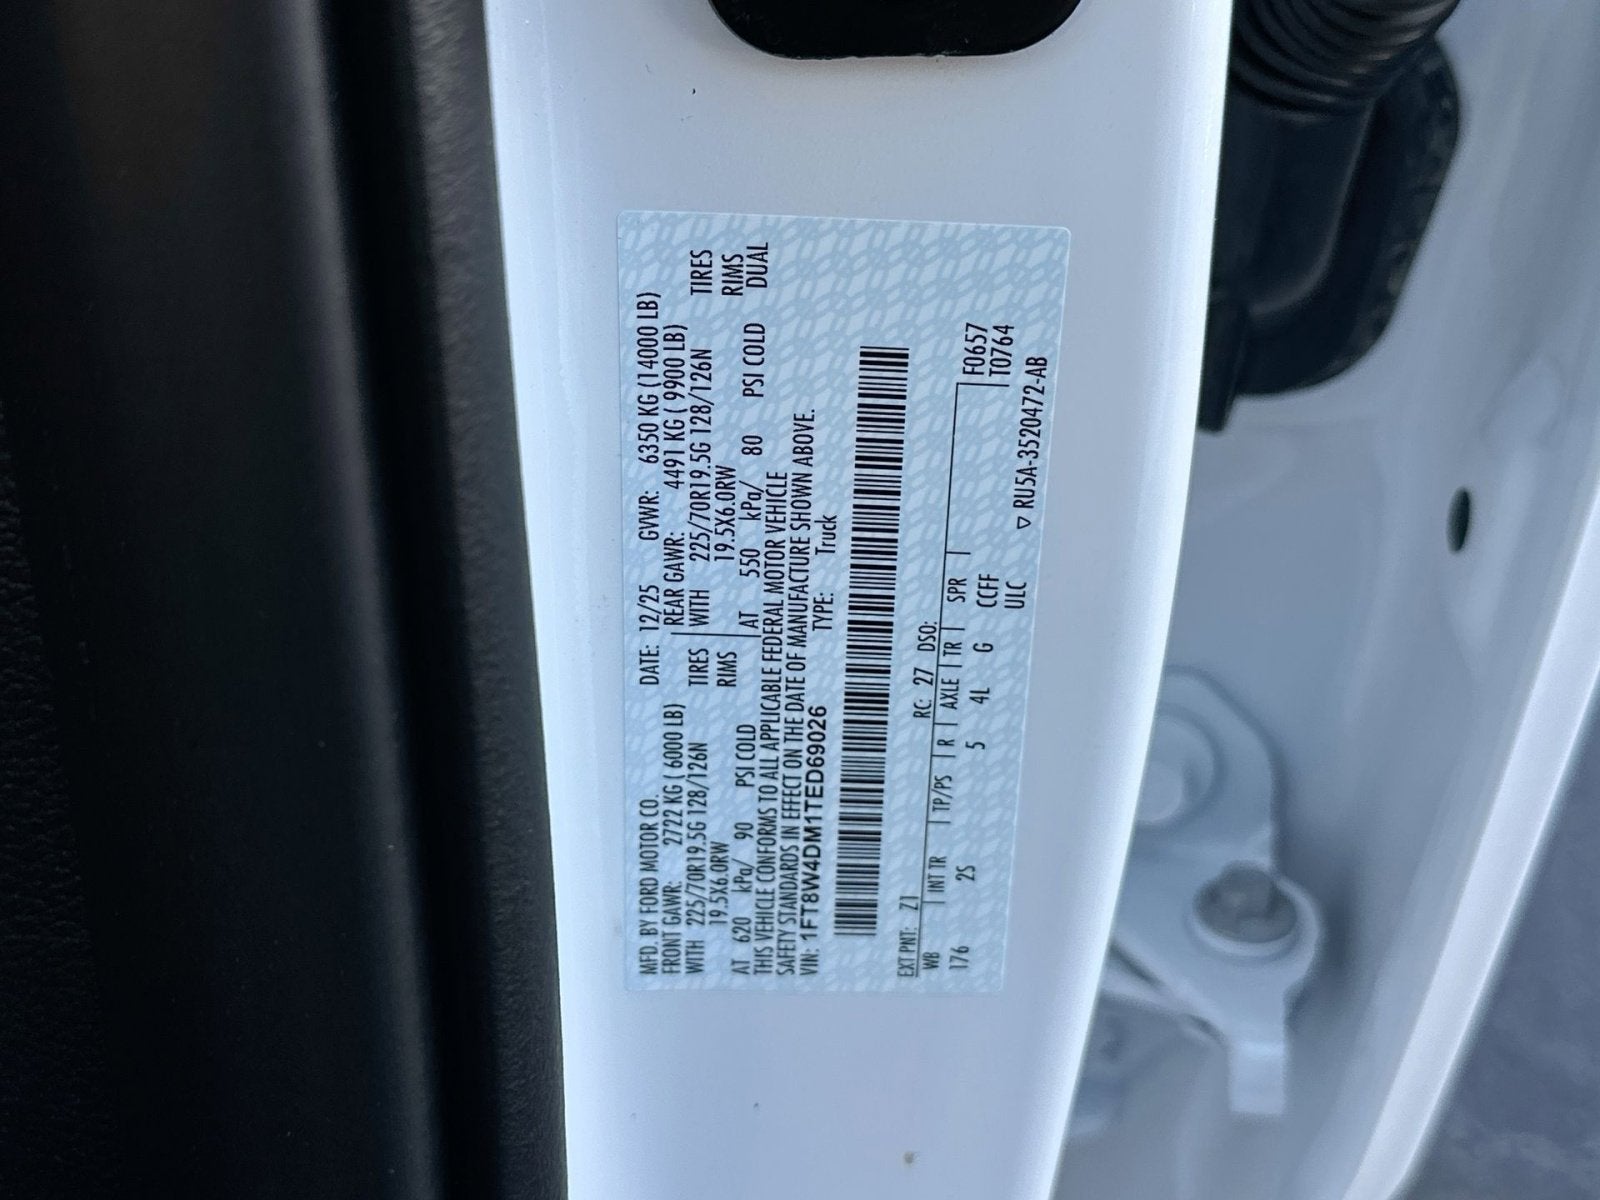 MFD. BY FORD MOTOR CO.
DATE: 12/25 GVWR: 6350 KG (14000 LB)
FRONT GAWR: 2722 KG ( 6000 LB) REAR GAWR: 4491 KG ( 9900 LB)
WITH 225/70R19.5G 128/126N TIRES WITH 225/70R19.5G 128/126N TIRES
19.5X6.0RW RIMS 19.5X6.0RW RIMS
AT 620 kPa/ 90 PSI COLD AT 550 kPa/ 80 PSI COLD DUAL
THIS VEHICLE CONFORMS TO ALL APPLICABLE FEDERAL MOTOR VEHICLE
SAFETY STANDARDS IN EFFECT ON THE DATE OF MANUFACTURE SHOWN ABOVE.
VIN: 1FT8W4DM1TED69026 TYPE: Truck
EXT PNT: Z1 RC: 27 DSO:
WB INT TR TP/PS R AXLE TR SPR F0657
176 2S 5 4L G CCFF T0764
ULC ▽ RU5A-3520472-AB